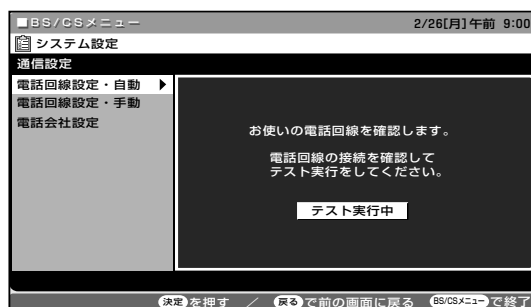 ■BS/CSメニュー 2/26[月]午前 9:00
システム設定
通信設定
電話回線設定・自動 ▶
電話回線設定・手動
電話会社設定
お使いの電話回線を確認します。
電話回線の接続を確認して
テスト実行をしてください。
テスト実行中
決定を押す / 戻るで前の画面に戻る BS/CSメニューで終了